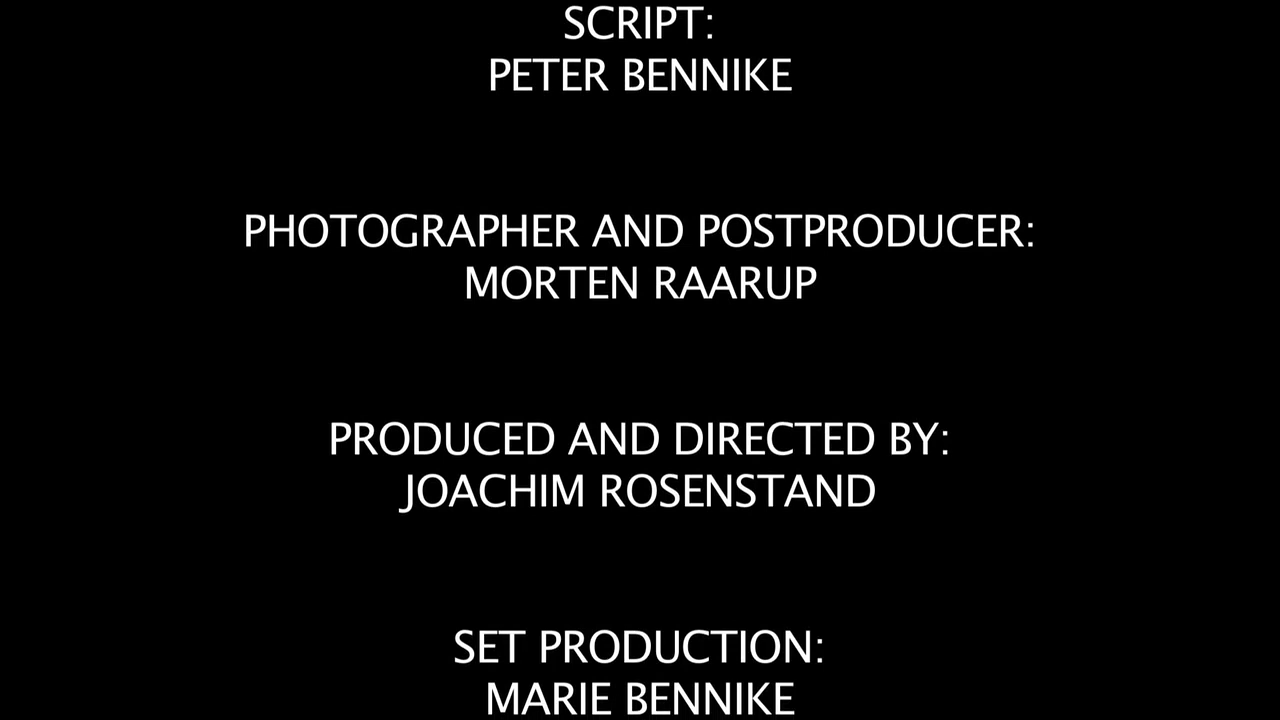 SCRIPT:
PETER BENNIKE
PHOTOGRAPHER AND POSTPRODUCER:
MORTEN RAARUP
PRODUCED AND DIRECTED BY:
JOACHIM ROSENSTAND
SET PRODUCTION:
MARIE BENNIKE